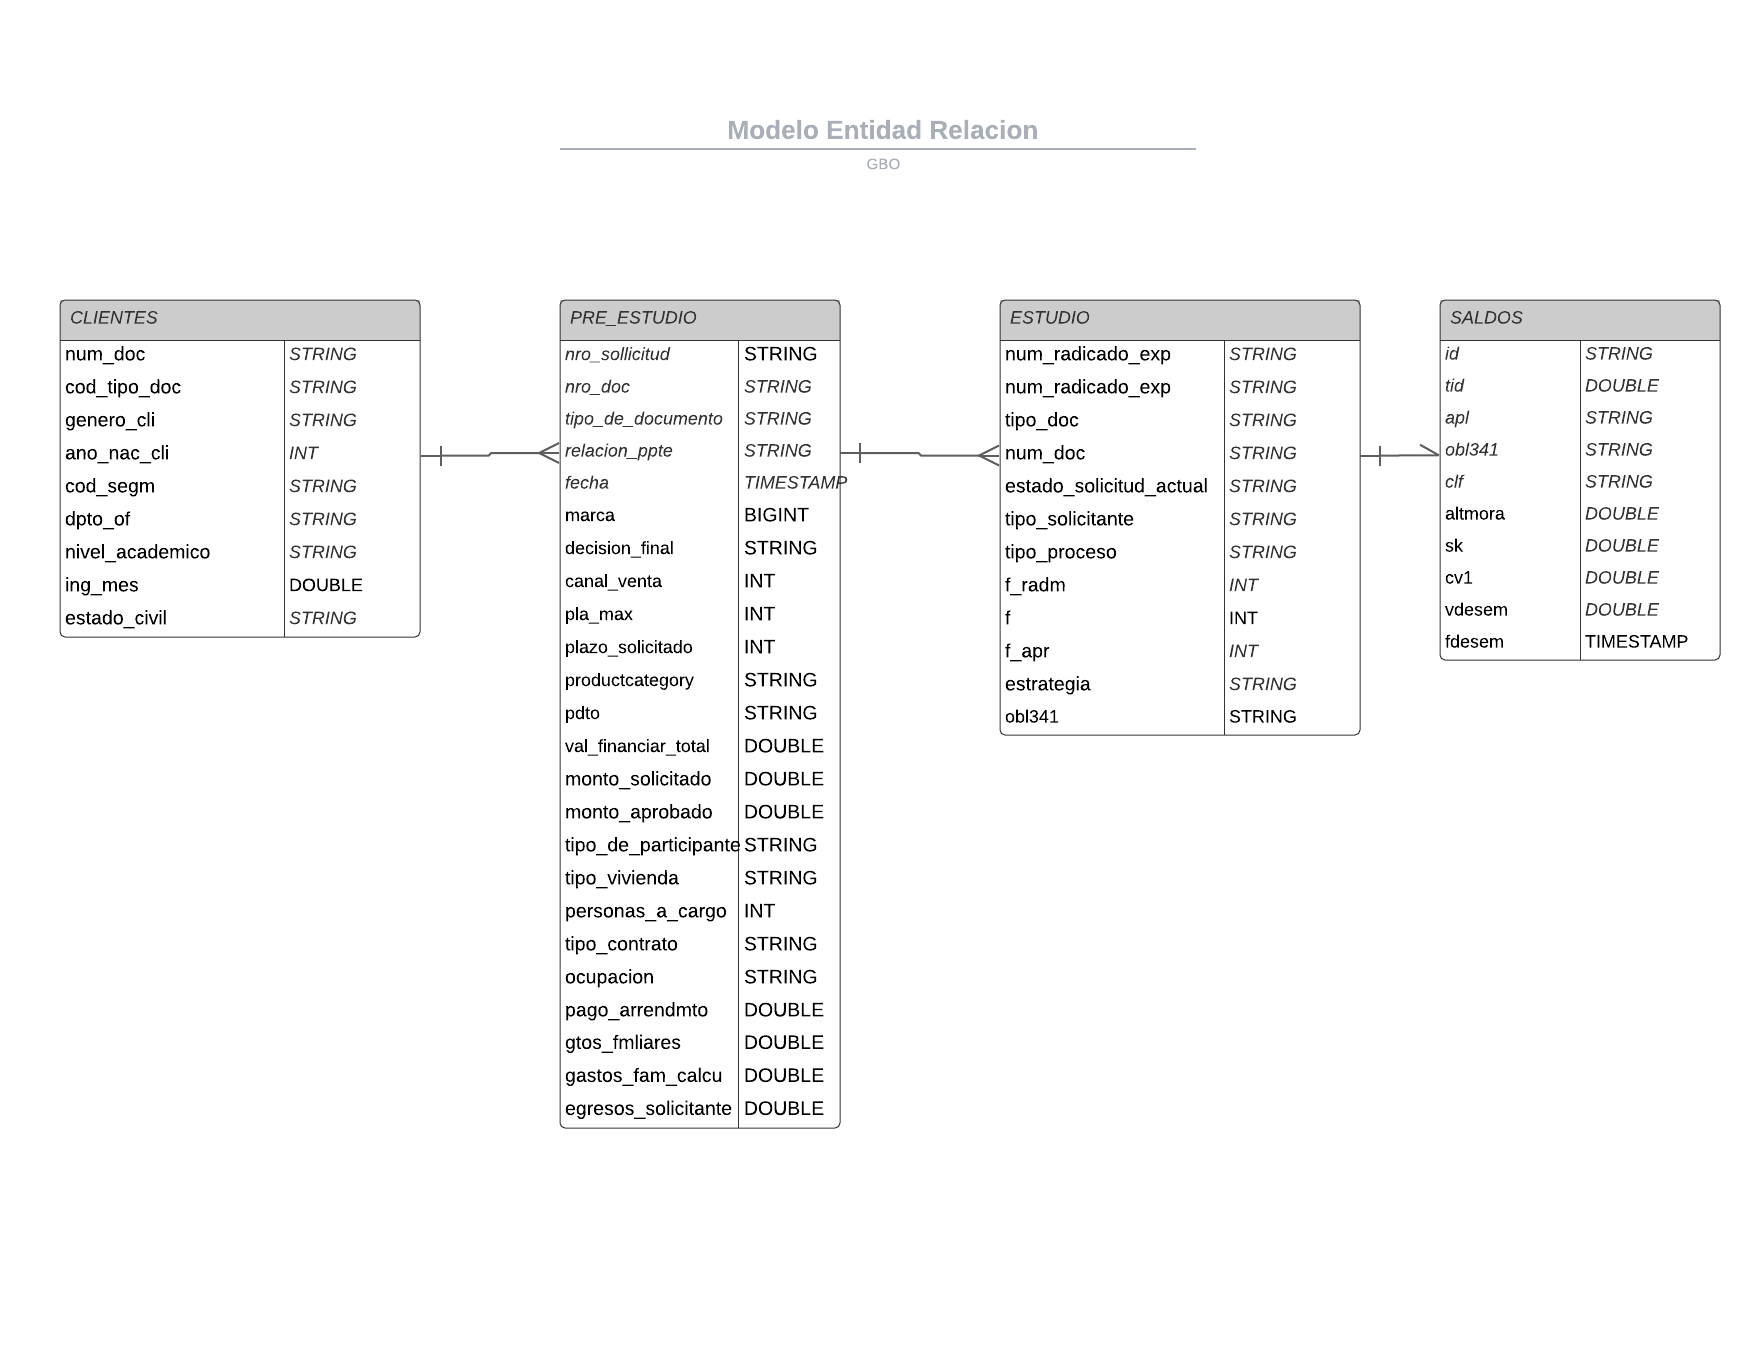 Modelo Entidad Relacion
GBO
CLIENTES
num_doc STRING
cod_tipo_doc STRING
genero_cli STRING
ano_nac_cli INT
cod_segm STRING
dpto_of STRING
nivel_academico STRING
ing_mes DOUBLE
estado_civil STRING
PRE_ESTUDIO
nro_sollicitud STRING
nro_doc STRING
tipo_de_documento STRING
relacion_ppte STRING
fecha TIMESTAMP
marca BIGINT
decision_final STRING
canal_venta INT
pla_max INT
plazo_solicitado INT
productcategory STRING
pdto STRING
val_financiar_total DOUBLE
monto_solicitado DOUBLE
monto_aprobado DOUBLE
tipo_de_participante STRING
tipo_vivienda STRING
personas_a_cargo INT
tipo_contrato STRING
ocupacion STRING
pago_arrendmto DOUBLE
gtos_fmliares DOUBLE
gastos_fam_calcu DOUBLE
egresos_solicitante DOUBLE
ESTUDIO
num_radicado_exp STRING
num_radicado_exp STRING
tipo_doc STRING
num_doc STRING
estado_solicitud_actual STRING
tipo_solicitante STRING
tipo_proceso STRING
f_radm INT
f INT
f_apr INT
estrategia STRING
obl341 STRING
SALDOS
id STRING
tid DOUBLE
apl STRING
obl341 STRING
clf STRING
altmora DOUBLE
sk DOUBLE
cv1 DOUBLE
vdesem DOUBLE
fdesem TIMESTAMP